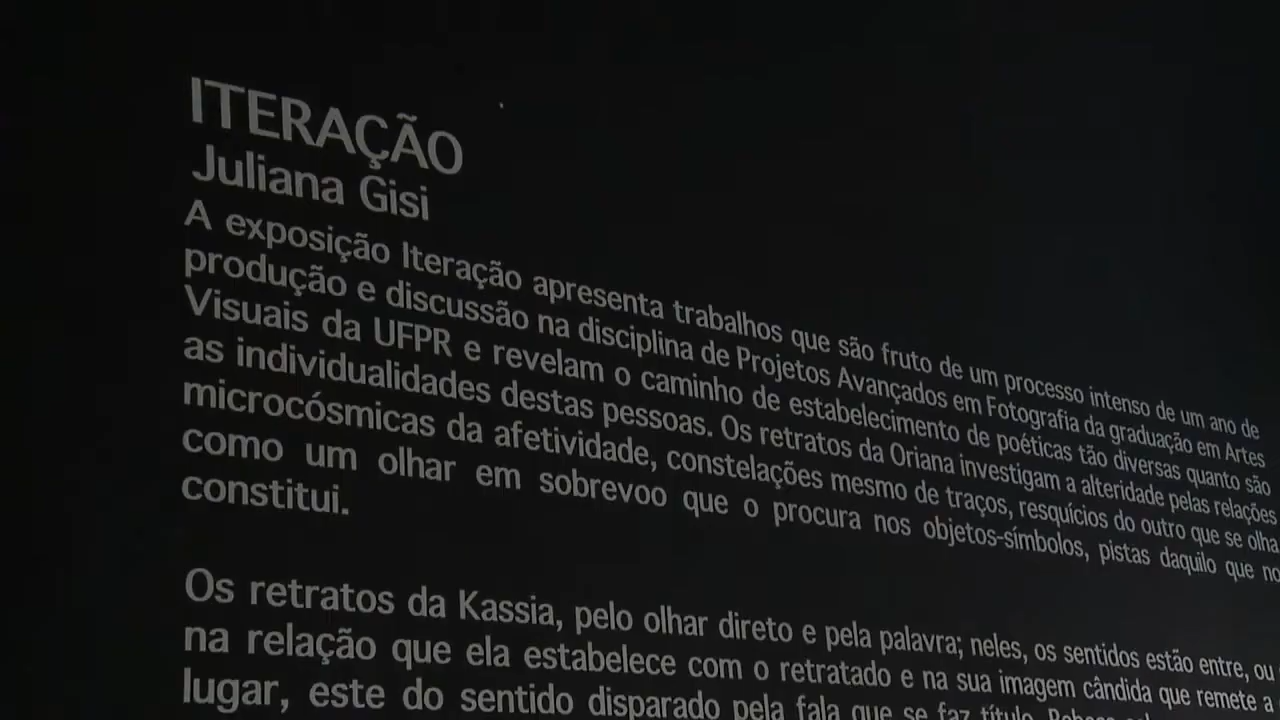 ITERAÇÃO
Juliana Gisi
A exposição Iteração apresenta trabalhos que são fruto de um processo intenso de um ano de
produção e discussão na disciplina de Projetos Avançados em Fotografia da graduação em Artes
Visuais da UFPR e revelam o caminho de estabelecimento de poéticas tão diversas quanto são
as individualidades destas pessoas. Os retratos da Oriana investigam a alteridade pelas relações
microcósmicas da afetividade, constelações mesmo de traços, resquícios do outro que se olha
como um olhar em sobrevoo que o procura nos objetos-símbolos, pistas daquilo que no
constitui.
Os retratos da Kassia, pelo olhar direto e pela palavra; neles, os sentidos estão entre, ou
na relação que ela estabelece com o retratado e na sua imagem cândida que remete a
lugar, este do sentido disparado pela fala que se faz título.